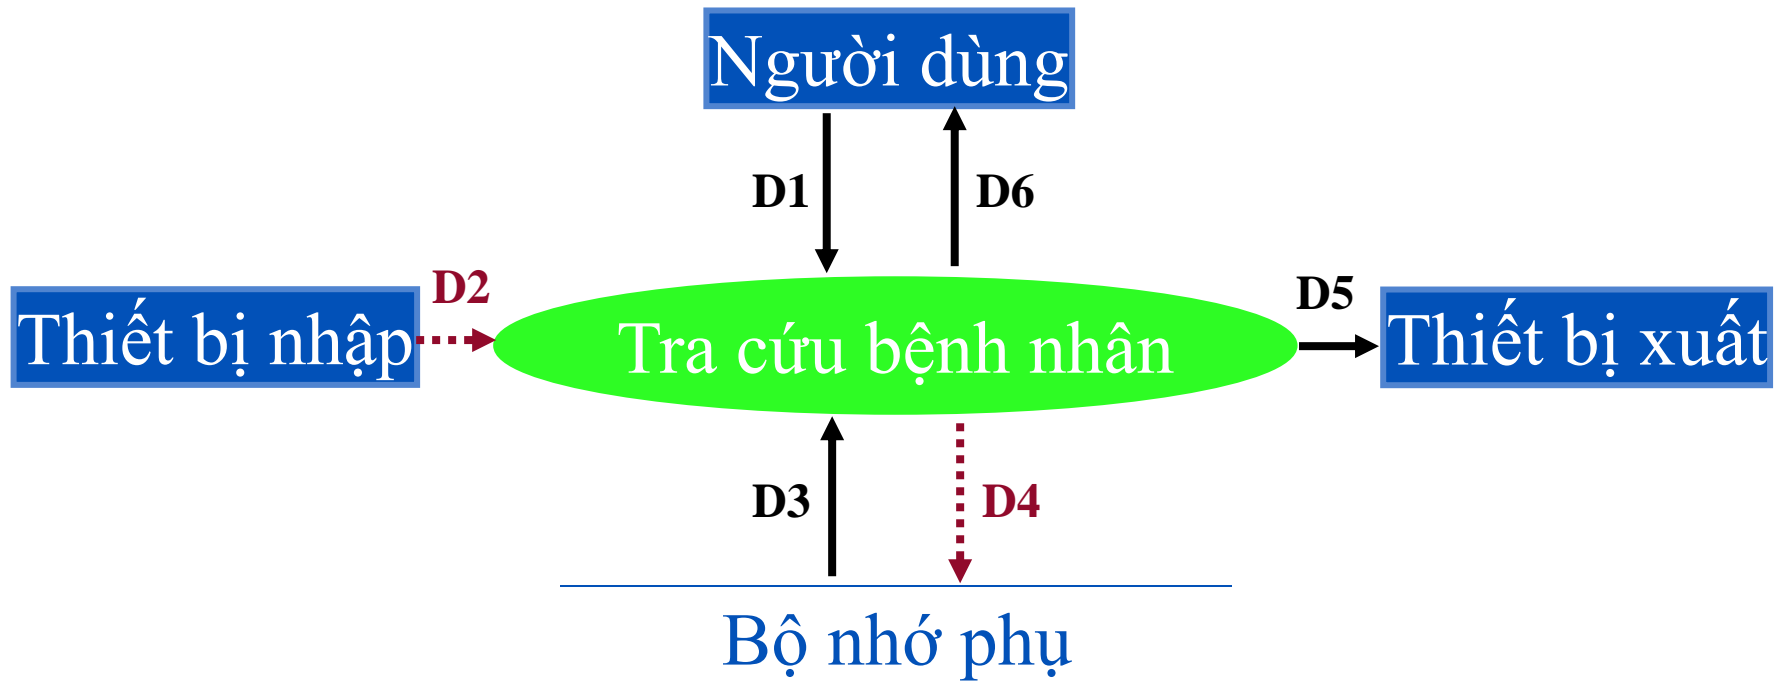 Người dùng
D1
D6
D2
D5
Thiết bị nhập
Tra cứu bệnh nhân
Thiết bị xuất
D3
D4
Bộ nhớ phụ